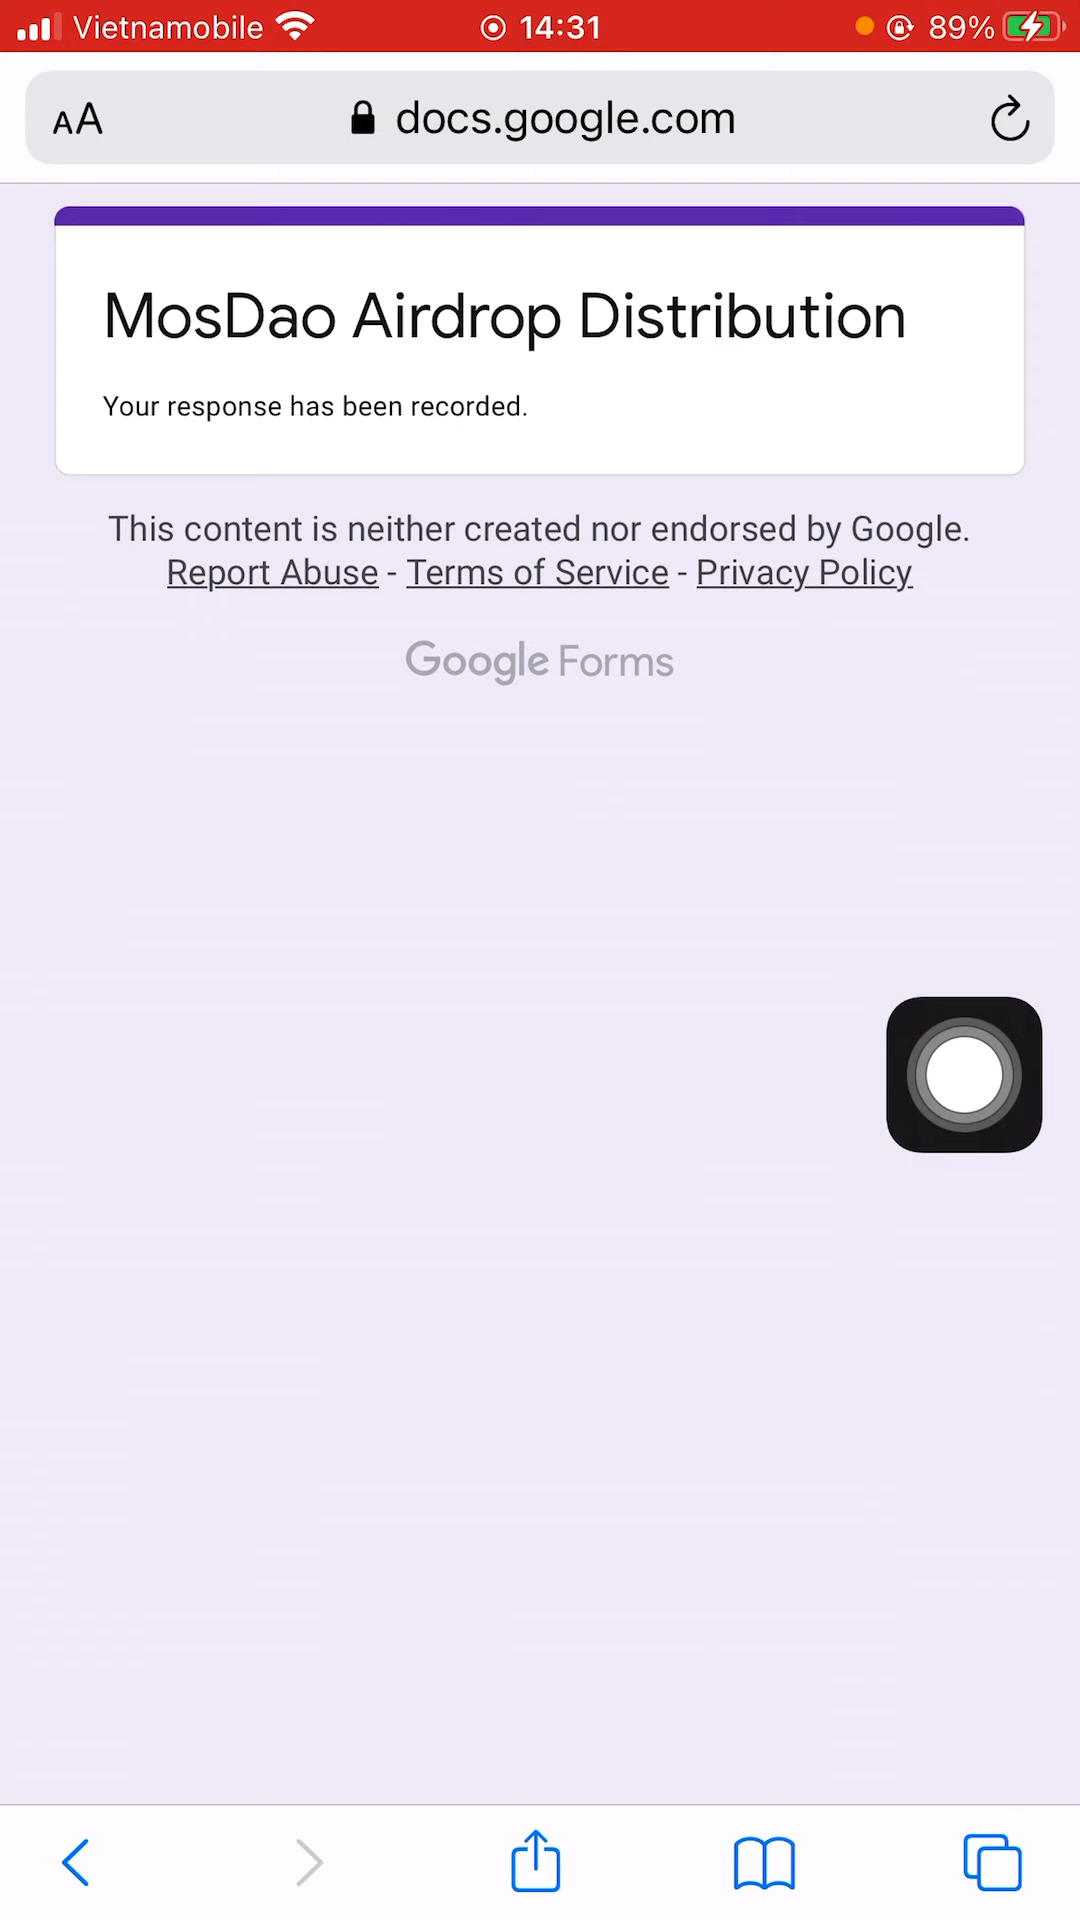 Vietnamobile 14:31 89%
AA docs.google.com
MosDao Airdrop Distribution
Your response has been recorded.
This content is neither created nor endorsed by Google.
Report Abuse - Terms of Service - Privacy Policy
Google Forms